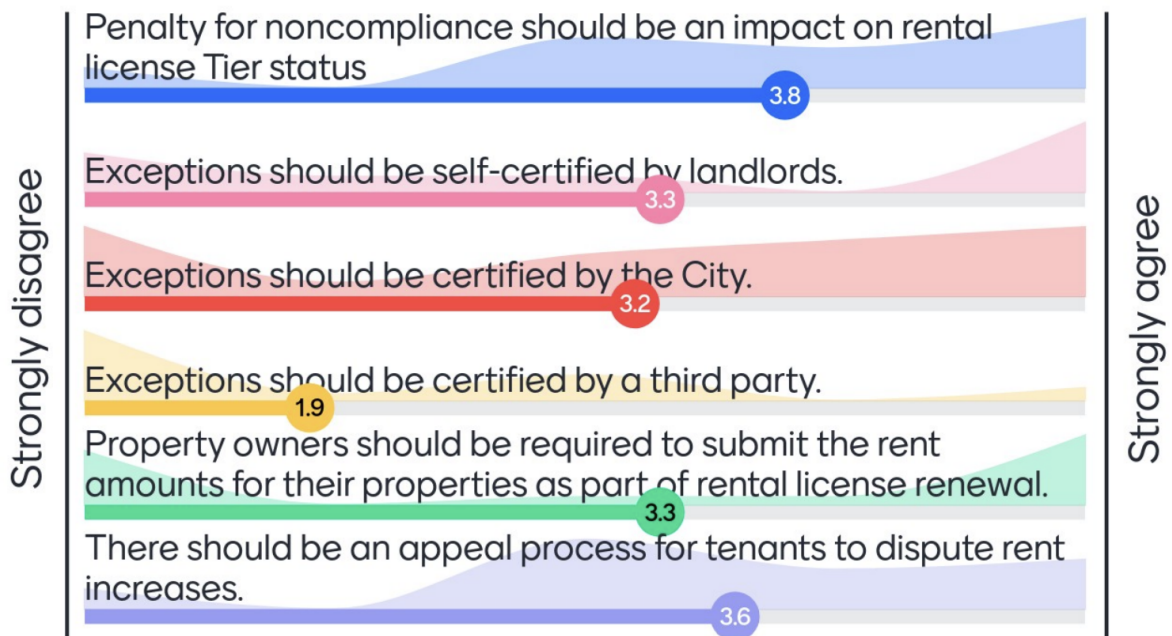 Strongly disagree
Penalty for noncompliance should be an impact on rental
license Tier status
3.8
Exceptions should be self-certified by landlords.
3.3
Exceptions should be certified by the City.
3.2
Exceptions should be certified by a third party.
1.9
Property owners should be required to submit the rent
amounts for their properties as part of rental license renewal.
3.3
There should be an appeal process for tenants to dispute rent
increases.
3.6
Strongly agree